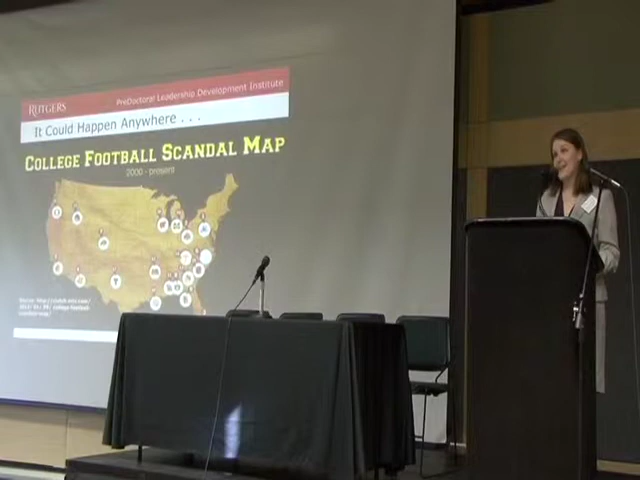 RUTGERS
PreDoctoral Leadership Development Institute
It Could Happen Anywhere . . .
COLLEGE FOOTBALL SCANDAL MAP
2000 - present